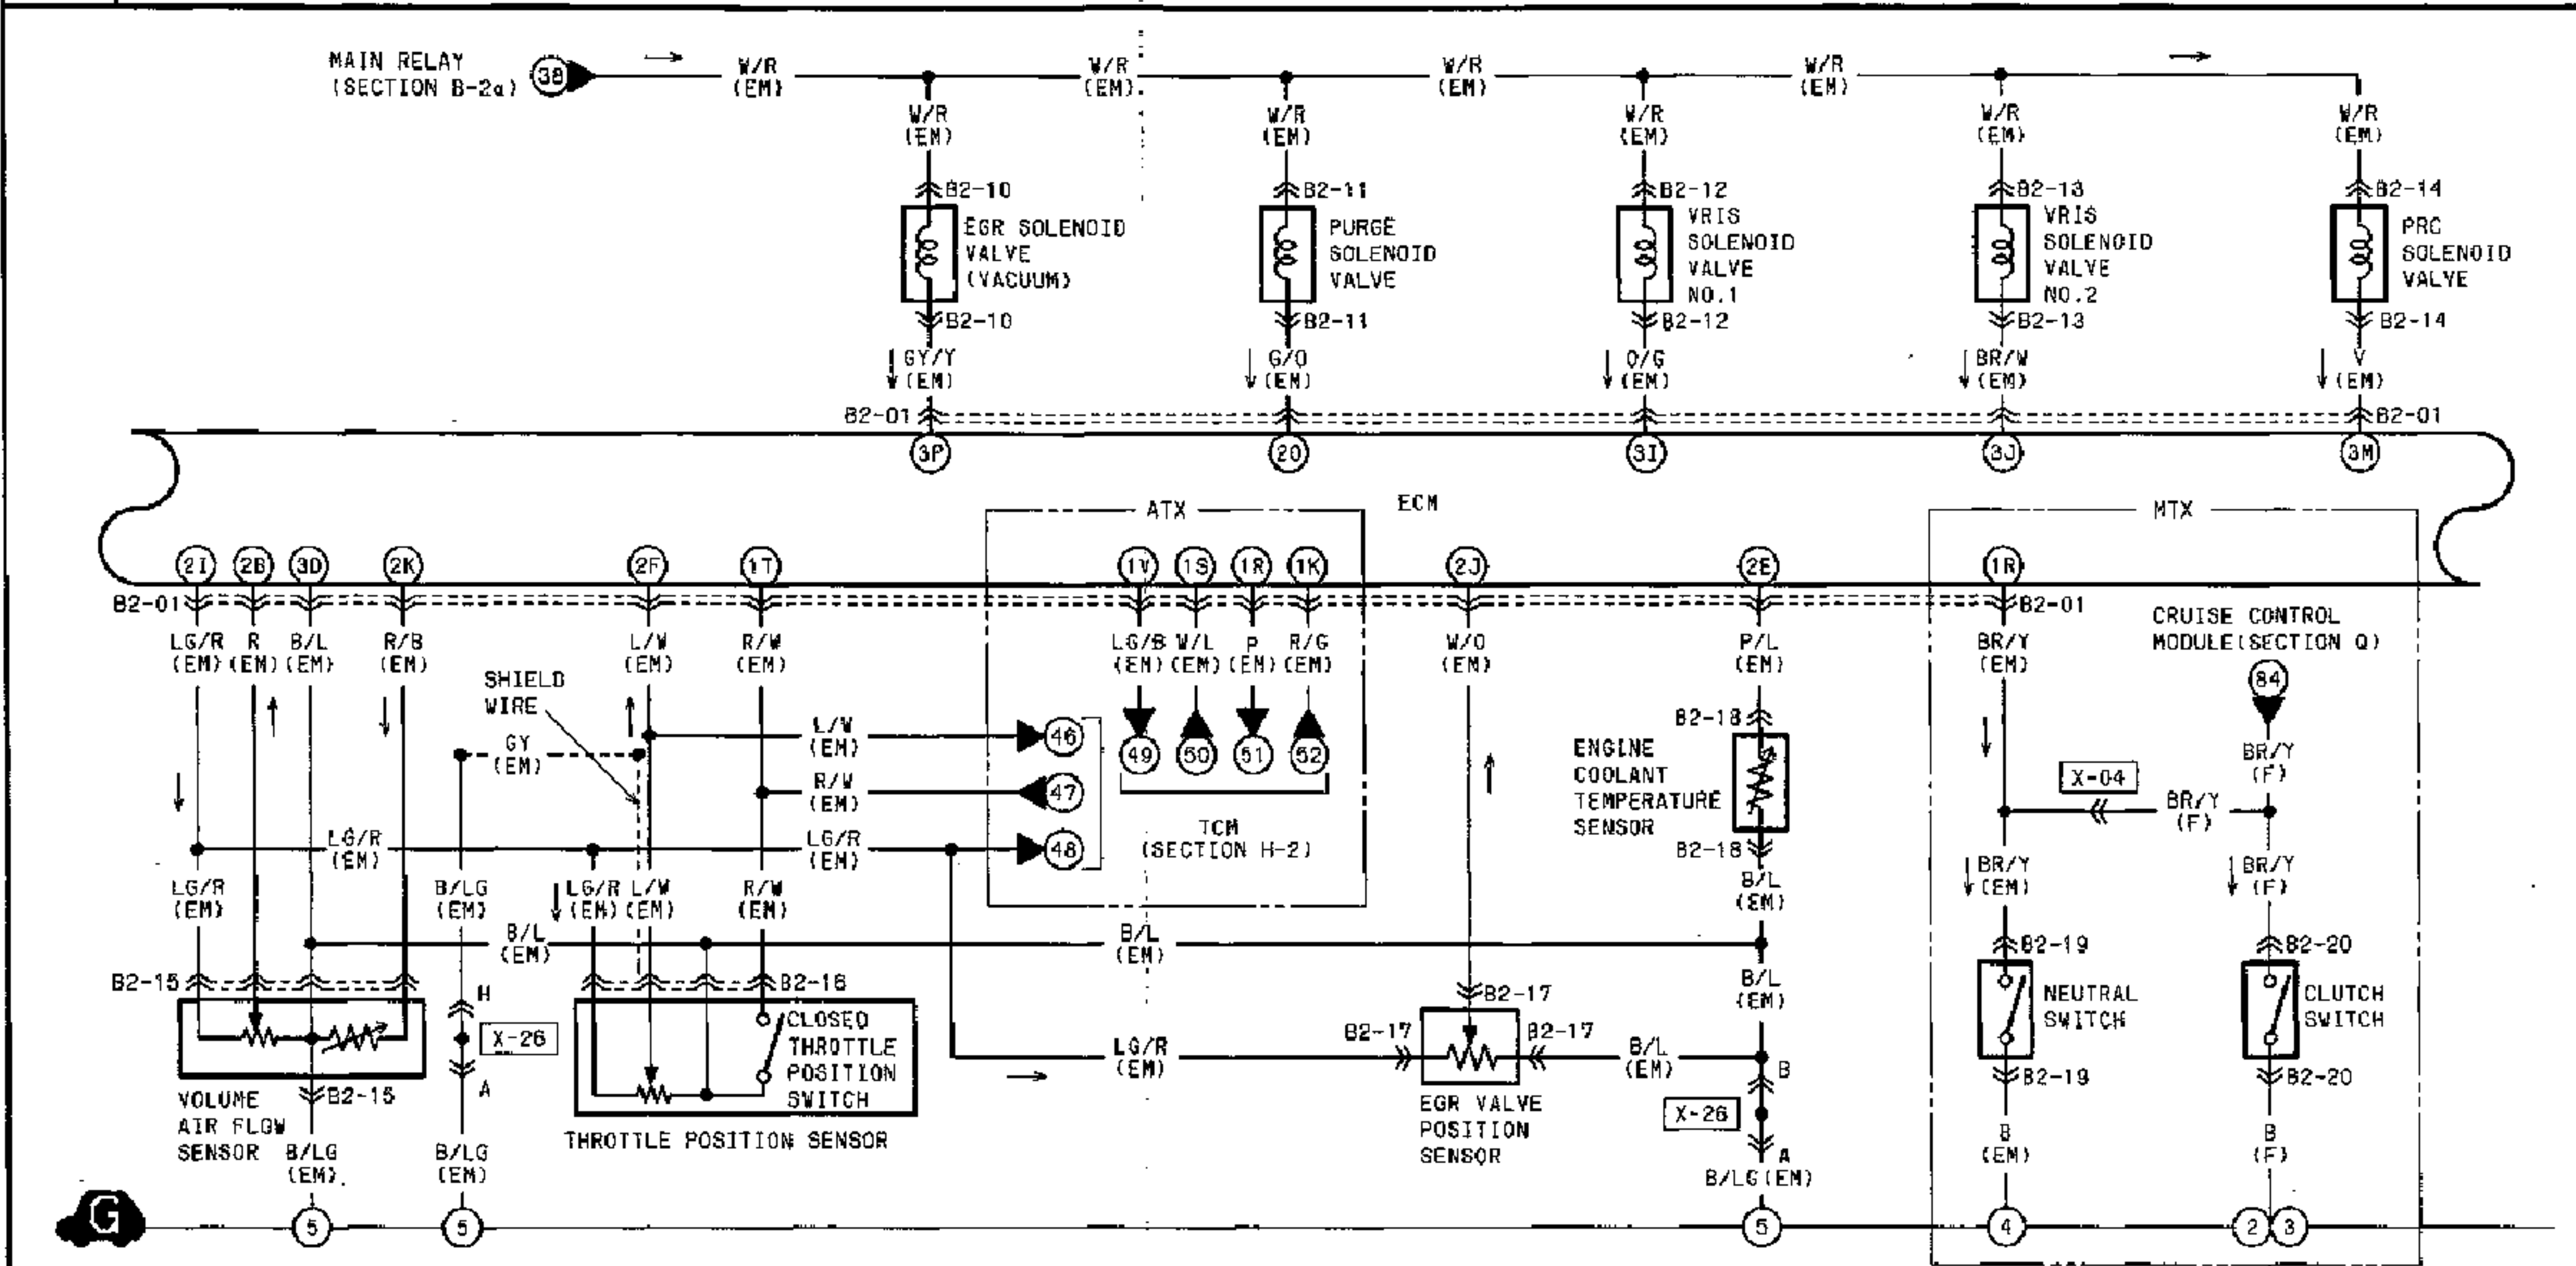 MAIN RELAY
(SECTION B-2a)
38
W/R
(EM)
W/R
(EM)
W/R
(EM)
W/R
(EM)
W/R
(EM)
W/R
(EM)
W/R
(EM)
W/R
(EM)
W/R
(EM)
B2-10
B2-11
B2-12
B2-13
B2-14
EGR SOLENOID
VALVE
(VACUUM)
PURGE
SOLENOID
VALVE
VRIS
SOLENOID
VALVE
NO.1
VRIS
SOLENOID
VALVE
NO.2
PRC
SOLENOID
VALVE
B2-10
B2-11
B2-12
B2-13
B2-14
GY/Y
(EM)
G/O
(EM)
O/G
(EM)
BR/W
(EM)
V
(EM)
B2-01
B2-01
3P
2O
3I
3J
3M
ATX
ECM
MTX
2I 2B 3D 2K 2F 1T 1V 1S 1R 1K 2J 2E 1R
B2-01
B2-01
LG/R R B/L R/B L/W R/W LG/B W/L P R/G W/O P/L BR/Y
(EM) (EM) (EM) (EM) (EM) (EM) (EM) (EM) (EM) (EM) (EM) (EM) (EM)
CRUISE CONTROL
MODULE(SECTION Q)
84
SHIELD
WIRE
GY
(EM)
L/W
(EM)
46
R/W
(EM)
47
LG/R
(EM)
LG/R
(EM)
48
49 50 51 52
TCM
(SECTION H-2)
B2-18
ENGINE
COOLANT
TEMPERATURE
SENSOR
B2-18
BR/Y
(F)
X-04
BR/Y
(F)
LG/R
(EM)
B/LG
(EM)
LG/R L/W
(EM) (EM)
R/W
(EM)
B/L
(EM)
BR/Y
(EM)
BR/Y
(F)
B/L
(EM)
B/L
(EM)
B2-15
H
X-26
A
B2-16
CLOSED
THROTTLE
POSITION
SWITCH
B/L
(EM)
B2-19
B2-20
NEUTRAL
SWITCH
CLUTCH
SWITCH
B2-17
B2-17
B2-17
LG/R
(EM)
B/L
(EM)
B
X-26
A
B2-19
B2-20
VOLUME
AIR FLOW
SENSOR
B2-15
THROTTLE POSITION SENSOR
EGR VALVE
POSITION
SENSOR
B/LG
(EM)
B/LG
(EM)
B/LG(EM)
B
(EM)
B
(F)
G
5
5
5
4
2
3